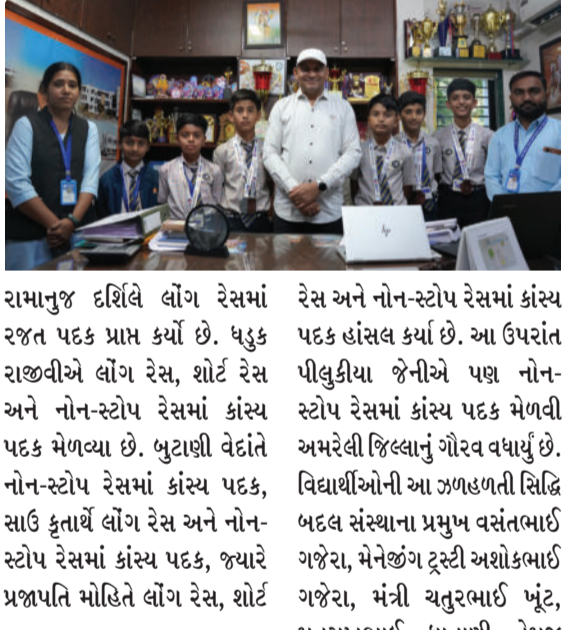 hp
રામાનુજ દર્શિલે લોંગ રેસમાં
રજત પદક પ્રાપ્ત કર્યો છે. ધડુક
રાજીવીએ લોંગ રેસ, શોર્ટ રેસ
અને નોન-સ્ટોપ રેસમાં કાંસ્ય
પદક મેળવ્યા છે. બુટાણી વેદાંતે
નોન-સ્ટોપ રેસમાં કાંસ્ય પદક,
સાઉ કૃતાર્થે લોંગ રેસ અને નોન-
સ્ટોપ રેસમાં કાંસ્ય પદક, જ્યારે
પ્રજાપતિ મોહિતે લોંગ રેસ, શોર્ટ
રેસ અને નોન-સ્ટોપ રેસમાં કાંસ્ય
પદક હાંસલ કર્યા છે. આ ઉપરાંત
પીલુકીયા જેનીએ પણ નોન-
સ્ટોપ રેસમાં કાંસ્ય પદક મેળવી
અમરેલી જિલ્લાનું ગૌરવ વધાર્યું છે.
વિદ્યાર્થીઓની આ ઝળહળતી સિદ્ધિ
બદલ સંસ્થાના પ્રમુખ વસંતભાઈ
ગજેરા, મેનેજીંગ ટ્રસ્ટી અશોકભાઈ
ગજેરા, મંત્રી ચતુરભાઈ ખૂંટ,